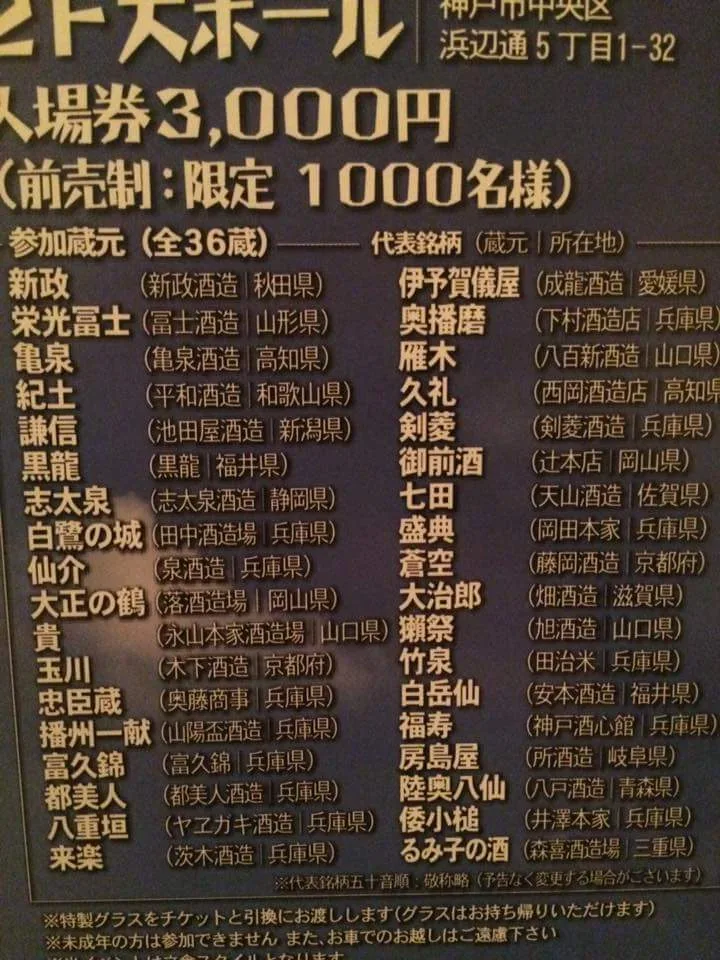 大ホール
神戸市中央区
浜辺通5丁目1-32
入場券3,000円
(前売制:限定 1000名様)
参加蔵元(全36蔵)
代表銘柄(蔵元|所在地)
新政(新政酒造|秋田県)
栄光冨士(冨士酒造|山形県)
亀泉(亀泉酒造|高知県)
紀土(平和酒造|和歌山県)
謙信(池田屋酒造|新潟県)
黒龍(黒龍|福井県)
志太泉(志太泉酒造|静岡県)
白鷺の城(田中酒造場|兵庫県)
仙介(泉酒造|兵庫県)
大正の鶴(落酒造場|岡山県)
貴(永山本家酒造場|山口県)
玉川(木下酒造|京都府)
忠臣蔵(奥藤商事|兵庫県)
播州一献(山陽盃酒造|兵庫県)
富久錦(富久錦|兵庫県)
都美人(都美人酒造|兵庫県)
八重垣(ヤヱガキ酒造|兵庫県)
来楽(茨木酒造|兵庫県)
伊予賀儀屋(成龍酒造|愛媛県)
奥播磨(下村酒造店|兵庫県)
雁木(八百新酒造|山口県)
久礼(西岡酒造店|高知県
剣菱(剣菱酒造|兵庫県)
御前酒(辻本店|岡山県)
七田(天山酒造|佐賀県)
盛典(岡田本家|兵庫県)
蒼空(藤岡酒造|京都府)
大治郎(畑酒造|滋賀県)
獺祭(旭酒造|山口県)
竹泉(田治米|兵庫県)
白岳仙(安本酒造|福井県)
福寿(神戸酒心館|兵庫県)
房島屋(所酒造|岐阜県)
陸奥八仙(八戸酒造|青森県)
倭小槌(井澤本家|兵庫県)
るみ子の酒(森喜酒造場|三重県)
※代表銘柄五十音順:敬称略(予告なく変更する場合がございます)
※特製グラスをチケットと引換にお渡しします(グラスはお持ち帰りいただけます)
※未成年の方は参加できません また、お車でのお越しはご遠慮下さい